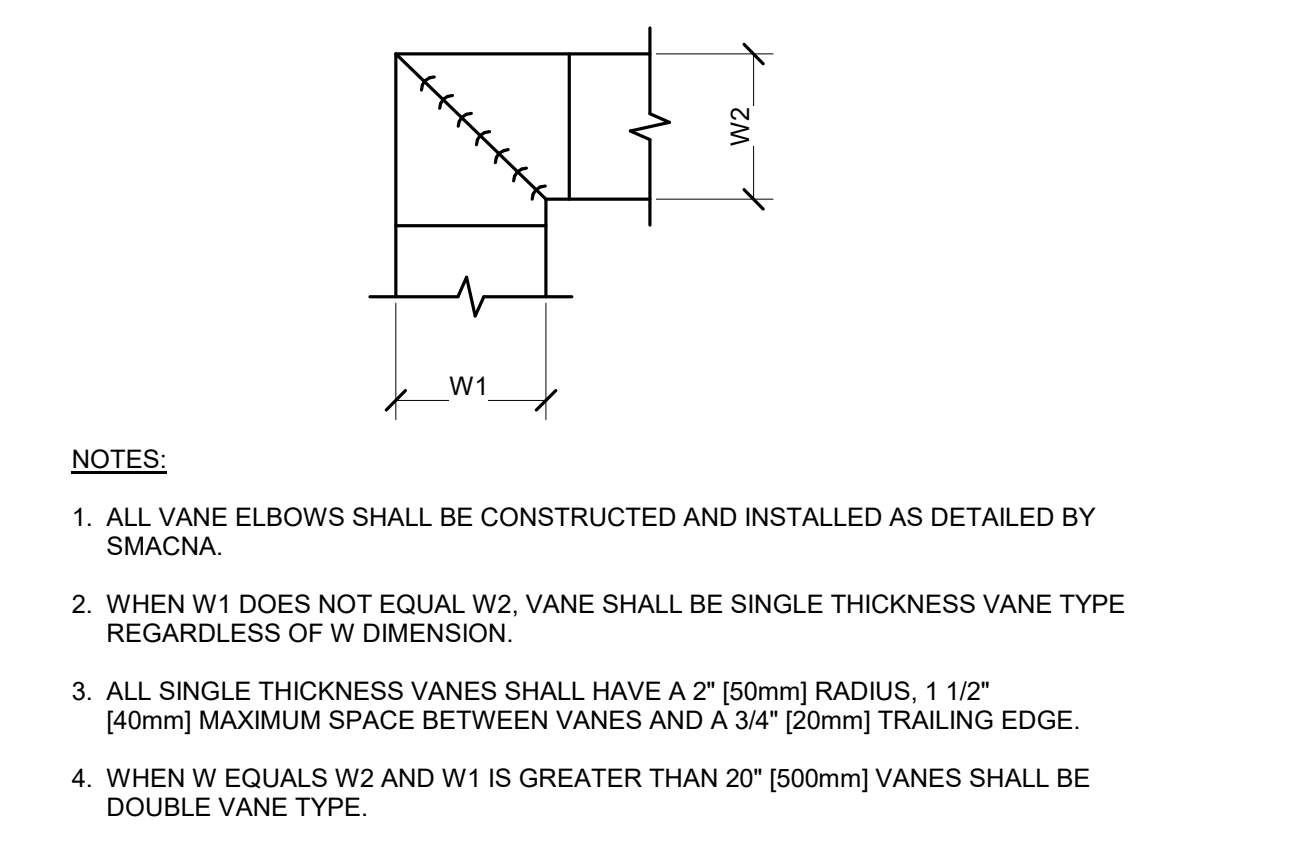 W2
W1
NOTES:
1. ALL VANE ELBOWS SHALL BE CONSTRUCTED AND INSTALLED AS DETAILED BY
SMACNA.
2. WHEN W1 DOES NOT EQUAL W2, VANE SHALL BE SINGLE THICKNESS VANE TYPE
REGARDLESS OF W DIMENSION.
3. ALL SINGLE THICKNESS VANES SHALL HAVE A 2" [50mm] RADIUS, 1 1/2"
[40mm] MAXIMUM SPACE BETWEEN VANES AND A 3/4" [20mm] TRAILING EDGE.
4. WHEN W EQUALS W2 AND W1 IS GREATER THAN 20" [500mm] VANES SHALL BE
DOUBLE VANE TYPE.